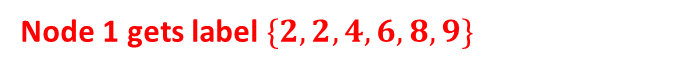 Node 1 gets label {2, 2, 4, 6, 8, 9}